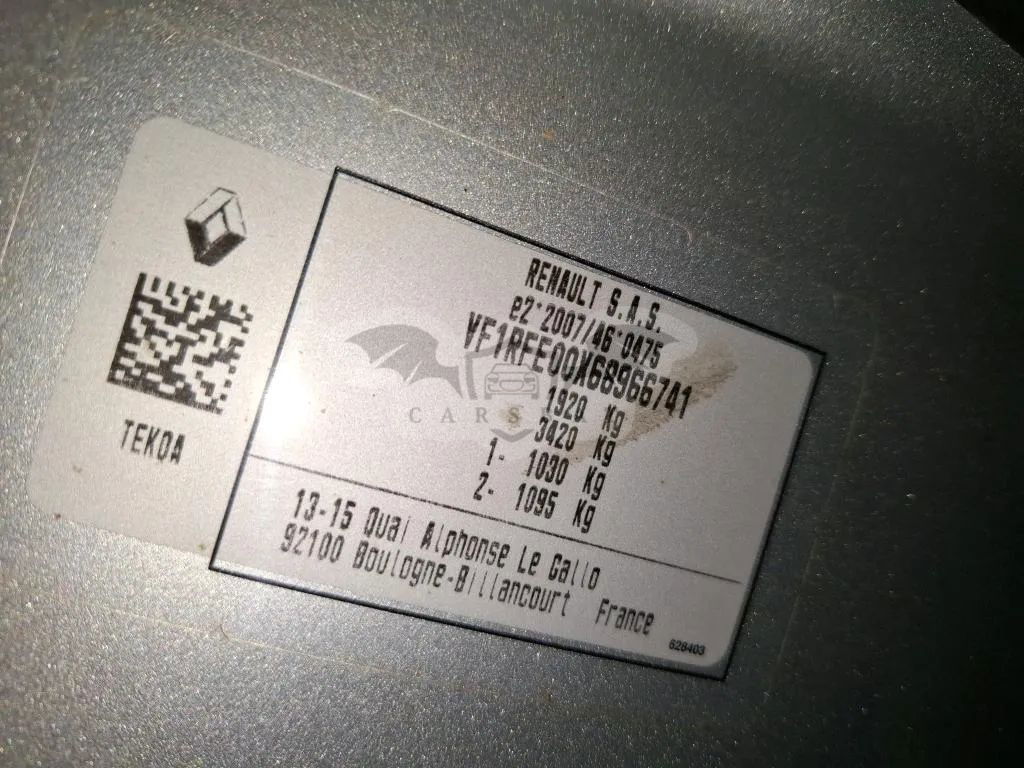 RENAULT S.A.S.
e2*2007/46*0475
VF1RFE00X68966741
1920 Kg
3420 Kg
1- 1030 Kg
2- 1095 Kg
TEKDA
13-15 Quai Alphonse Le Gallo
92100 Boulogne-Billancourt France
628403